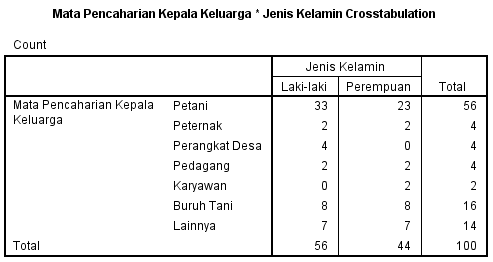 Mata Pencaharian Kepala Keluarga * Jenis Kelamin Crosstabulation
Count
Jenis Kelamin
Laki-laki Perempuan Total
Mata Pencaharian Kepala Keluarga Petani 33 23 56
Peternak 2 2 4
Perangkat Desa 4 0 4
Pedagang 2 2 4
Karyawan 0 2 2
Buruh Tani 8 8 16
Lainnya 7 7 14
Total 56 44 100